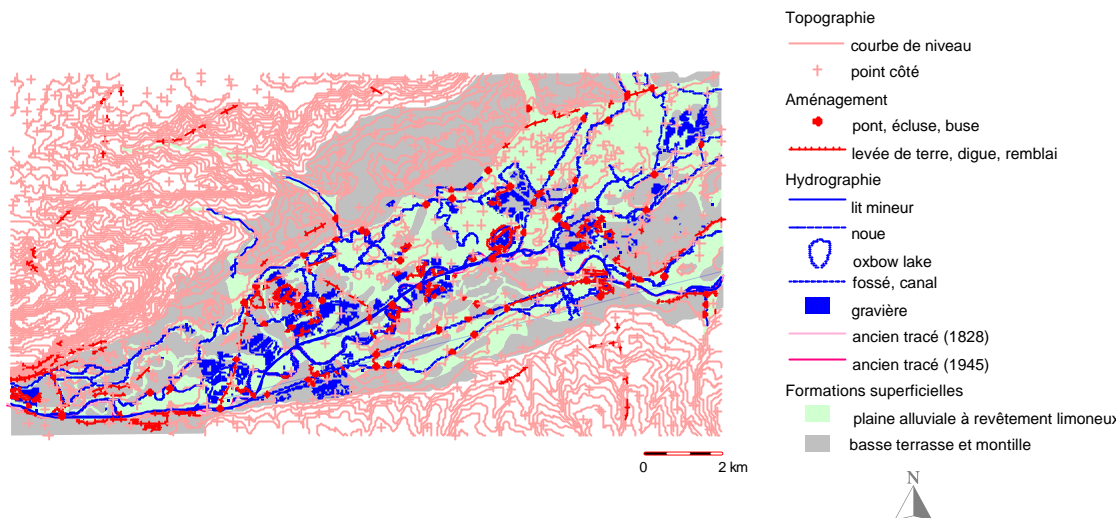 Topographie
courbe de niveau
point côté
Aménagement
pont, écluse, buse
levée de terre, digue, remblai
Hydrographie
lit mineur
noue
oxbow lake
fossé, canal
gravière
ancien tracé (1828)
ancien tracé (1945)
Formations superficielles
plaine alluviale à revêtement limoneux
basse terrasse et montille
0 2 km
N